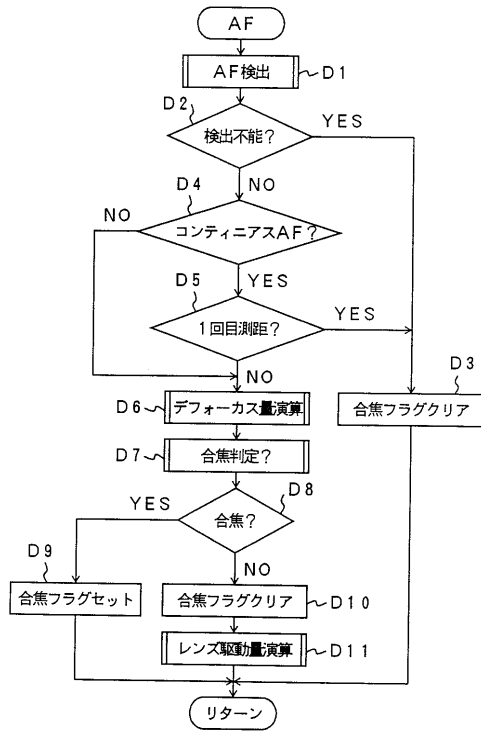 AF
AF検出
D1
D2
検出不能?
YES
NO
D4
NO
コンティニアスAF?
YES
D5
1回目測距?
YES
NO
D3
合焦フラグクリア
D6
デフォーカス量演算
D7
合焦判定?
D8
YES
合焦?
NO
D9
合焦フラグセット
合焦フラグクリア
D10
レンズ駆動量演算
D11
リターン